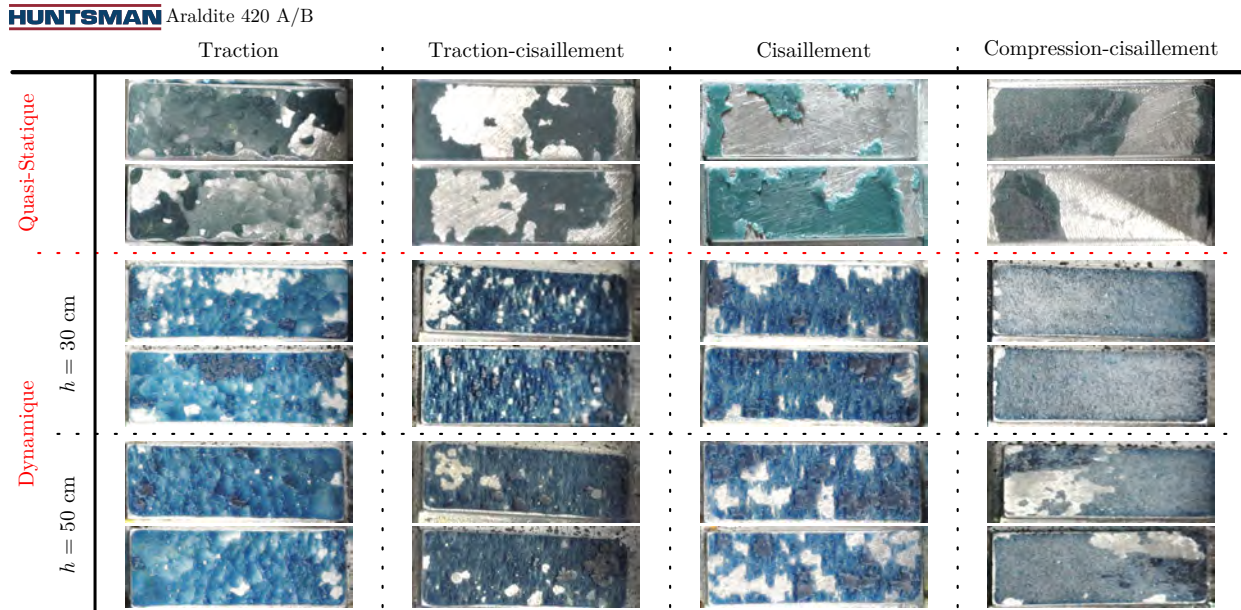 HUNTSMAN Araldite 420 A/B
Traction Traction-cisaillement Cisaillement Compression-cisaillement
Quasi-Statique
Dynamique
h = 30 cm
h = 50 cm